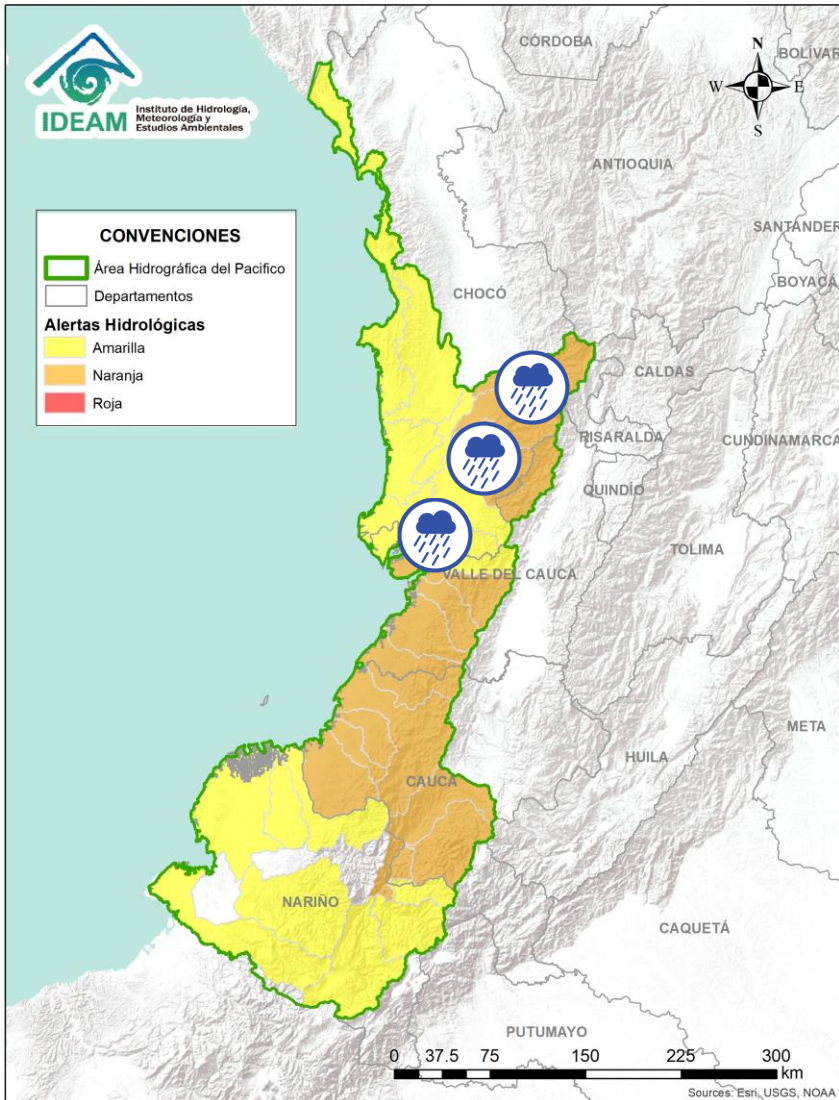 IDEAM
Instituto de Hidrología,
Meteorología y
Estudios Ambientales
CÓRDOBA
BOLÍVAR
N
W
E
S
ANTIOQUIA
CONVENCIONES
Área Hidrográfica del Pacifico
Departamentos
Alertas Hidrológicas
Amarilla
Naranja
Roja
SANTANDER
BOYACÁ
CHOCÓ
CALDAS
RISARALDA
CUNDINAMARCA
QUINDÍO
TOLIMA
VALLE DEL CAUCA
META
HUILA
CAUCA
NARIÑO
CAQUETÁ
PUTUMAYO
0 37.5 75 150 225 300
km
Sources: Esri, USGS, NOAA